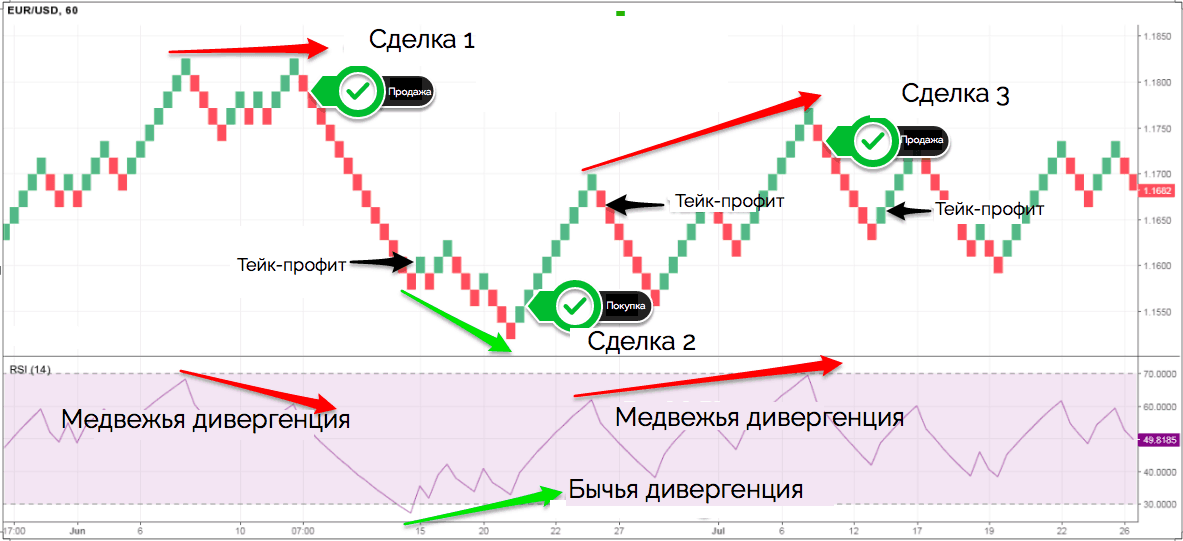 EUR/USD, 60
Сделка 1
1.1850
1.1800
Продажа
Сделка 3
1.1750
Продажа
1.1700
1.1682
Тейк-профит
Тейк-профит
1.1650
Тейк-профит
1.1600
Покупка
1.1550
Сделка 2
RSI (14)
70.0000
60.0000
Медвежья дивергенция
Медвежья дивергенция
49.8185
40.0000
Бычья дивергенция
30.0000
17:00 Jun 6 10 07:00 15 20 22 27 Jul 6 12 14 19 22 26